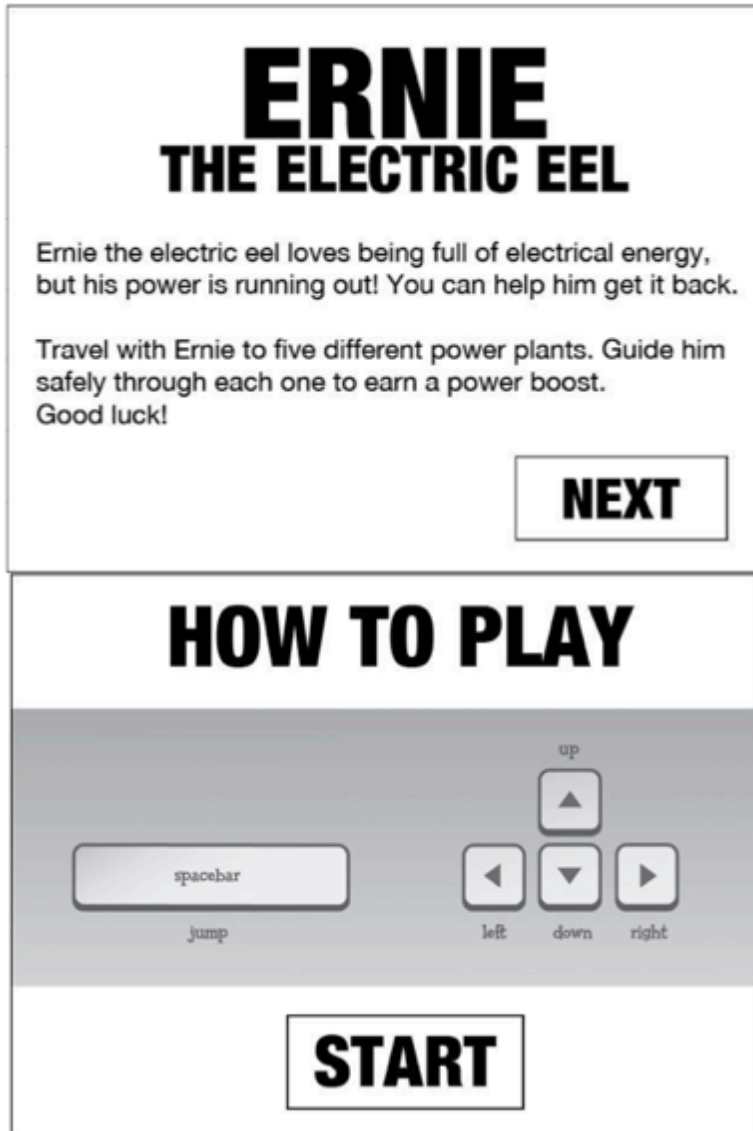 ERNIE
THE ELECTRIC EEL
Ernie the electric eel loves being full of electrical energy,
but his power is running out! You can help him get it back.
Travel with Ernie to five different power plants. Guide him
safely through each one to earn a power boost.
Good luck!
NEXT
HOW TO PLAY
up
spacebar
jump
left down right
START